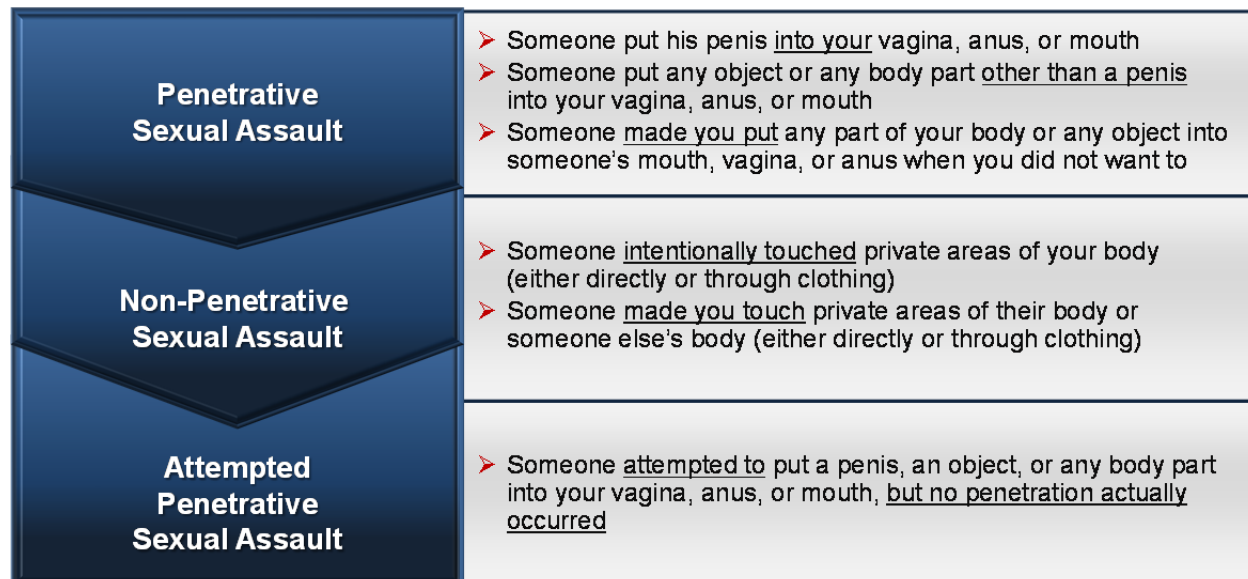 Penetrative
Sexual Assault
➢ Someone put his penis into your vagina, anus, or mouth
➢ Someone put any object or any body part other than a penis
into your vagina, anus, or mouth
➢ Someone made you put any part of your body or any object into
someone's mouth, vagina, or anus when you did not want to
Non-Penetrative
Sexual Assault
➢ Someone intentionally touched private areas of your body
(either directly or through clothing)
➢ Someone made you touch private areas of their body or
someone else's body (either directly or through clothing)
Attempted
Penetrative
Sexual Assault
➢ Someone attempted to put a penis, an object, or any body part
into your vagina, anus, or mouth, but no penetration actually
occurred